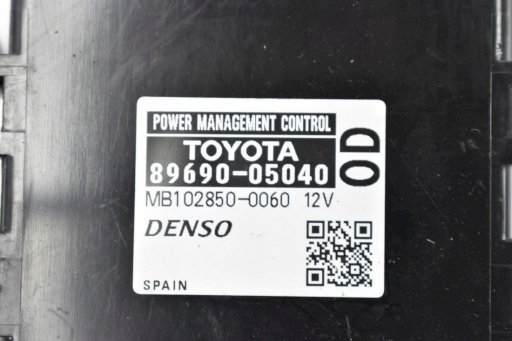 POWER MANAGEMENT CONTROL
TOYOTA
89690-05040
OD
MB102850-0060 12V
DENSO
SPAIN